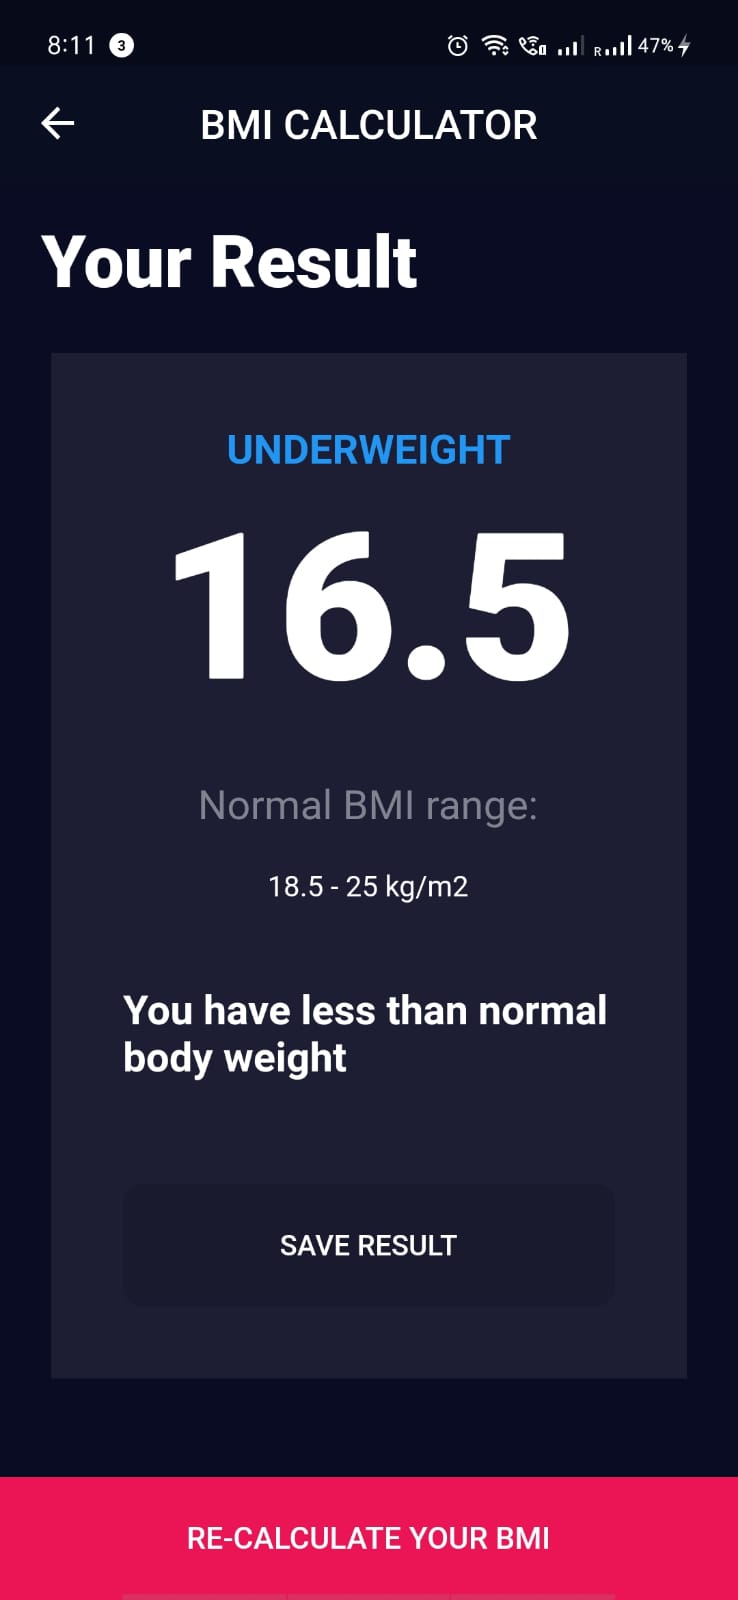 8:11 3 R 47%
BMI CALCULATOR
Your Result
UNDERWEIGHT
16.5
Normal BMI range:
18.5 - 25 kg/m2
You have less than normal
body weight
SAVE RESULT
RE-CALCULATE YOUR BMI